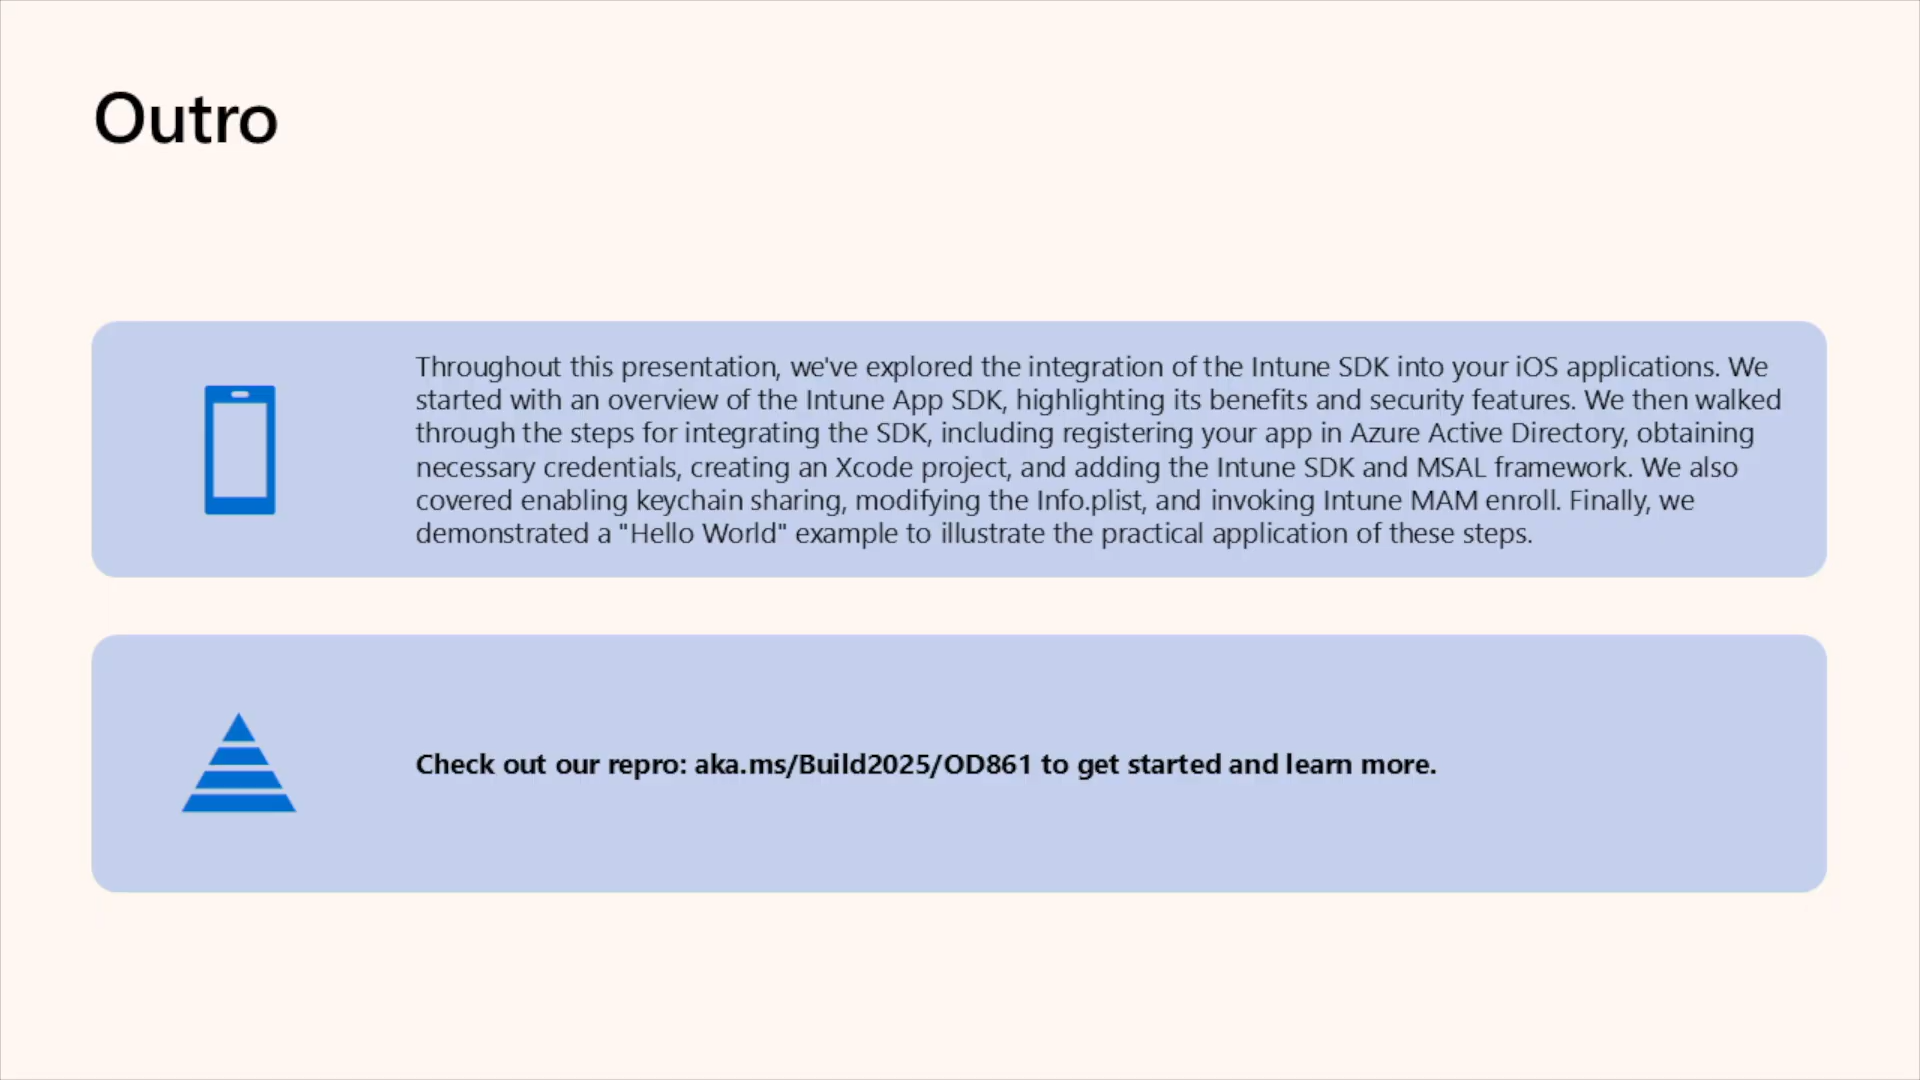 Outro
Throughout this presentation, we've explored the integration of the Intune SDK into your iOS applications. We
started with an overview of the Intune App SDK, highlighting its benefits and security features. We then walked
through the steps for integrating the SDK, including registering your app in Azure Active Directory, obtaining
necessary credentials, creating an Xcode project, and adding the Intune SDK and MSAL framework. We also
covered enabling keychain sharing, modifying the Info.plist, and invoking Intune MAM enroll. Finally, we
demonstrated a "Hello World" example to illustrate the practical application of these steps.
Check out our repro: aka.ms/Build2025/OD861 to get started and learn more.